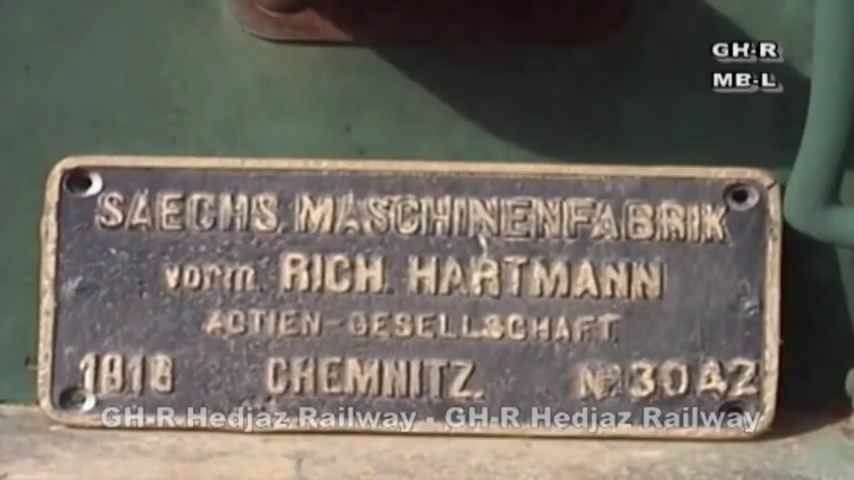 GH-R
MB-L
SAECHS. MASCHINENFABRIK
vorm. RICH. HARTMANN
ACTIEN-GESELLSCHAFT.
1918 CHEMNITZ. No 3042
GH-R Hedjaz Railway - GH-R Hedjaz Railway